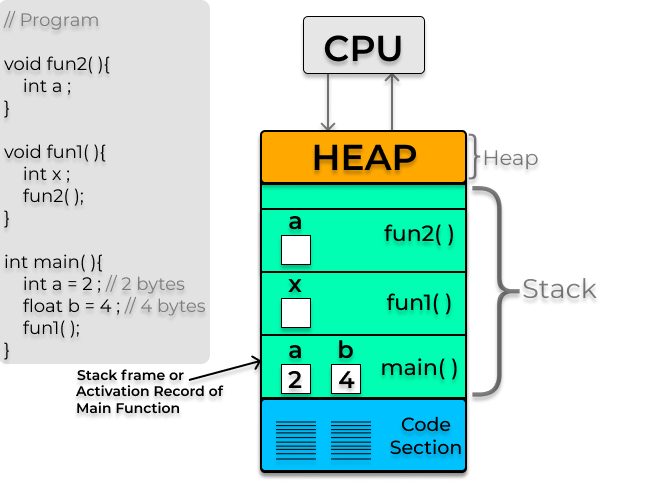 // Program
void fun2( ){
int a ;
}
void fun1( ){
int x ;
fun2( );
}
int main( ){
int a = 2 ; // 2 bytes
float b = 4 ; // 4 bytes
fun1( );
}
Stack frame or
Activation Record of
Main Function
CPU
HEAP
Heap
a
fun2( )
x
fun1( )
Stack
a b
2 4 main( )
Code
Section